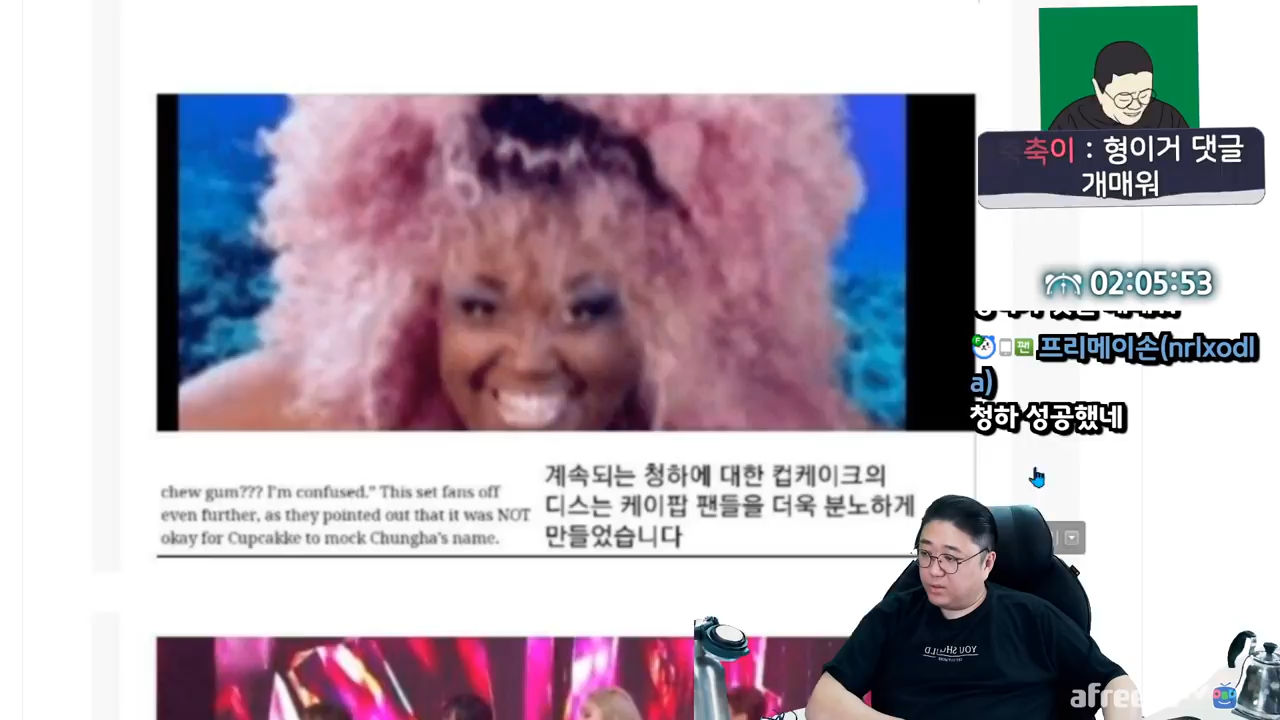 축이 : 형이거 댓글
개매워
02:05:53
프리메이손(nrlxodl
a)
청하 성공했네
chew gum??? I'm confused." This set fans off
even further, as they pointed out that it was NOT
okay for Cupcakke to mock Chungha's name.
계속되는 청하에 대한 컵케이크의
디스는 케이팝 팬들을 더욱 분노하게
만들었습니다
afree